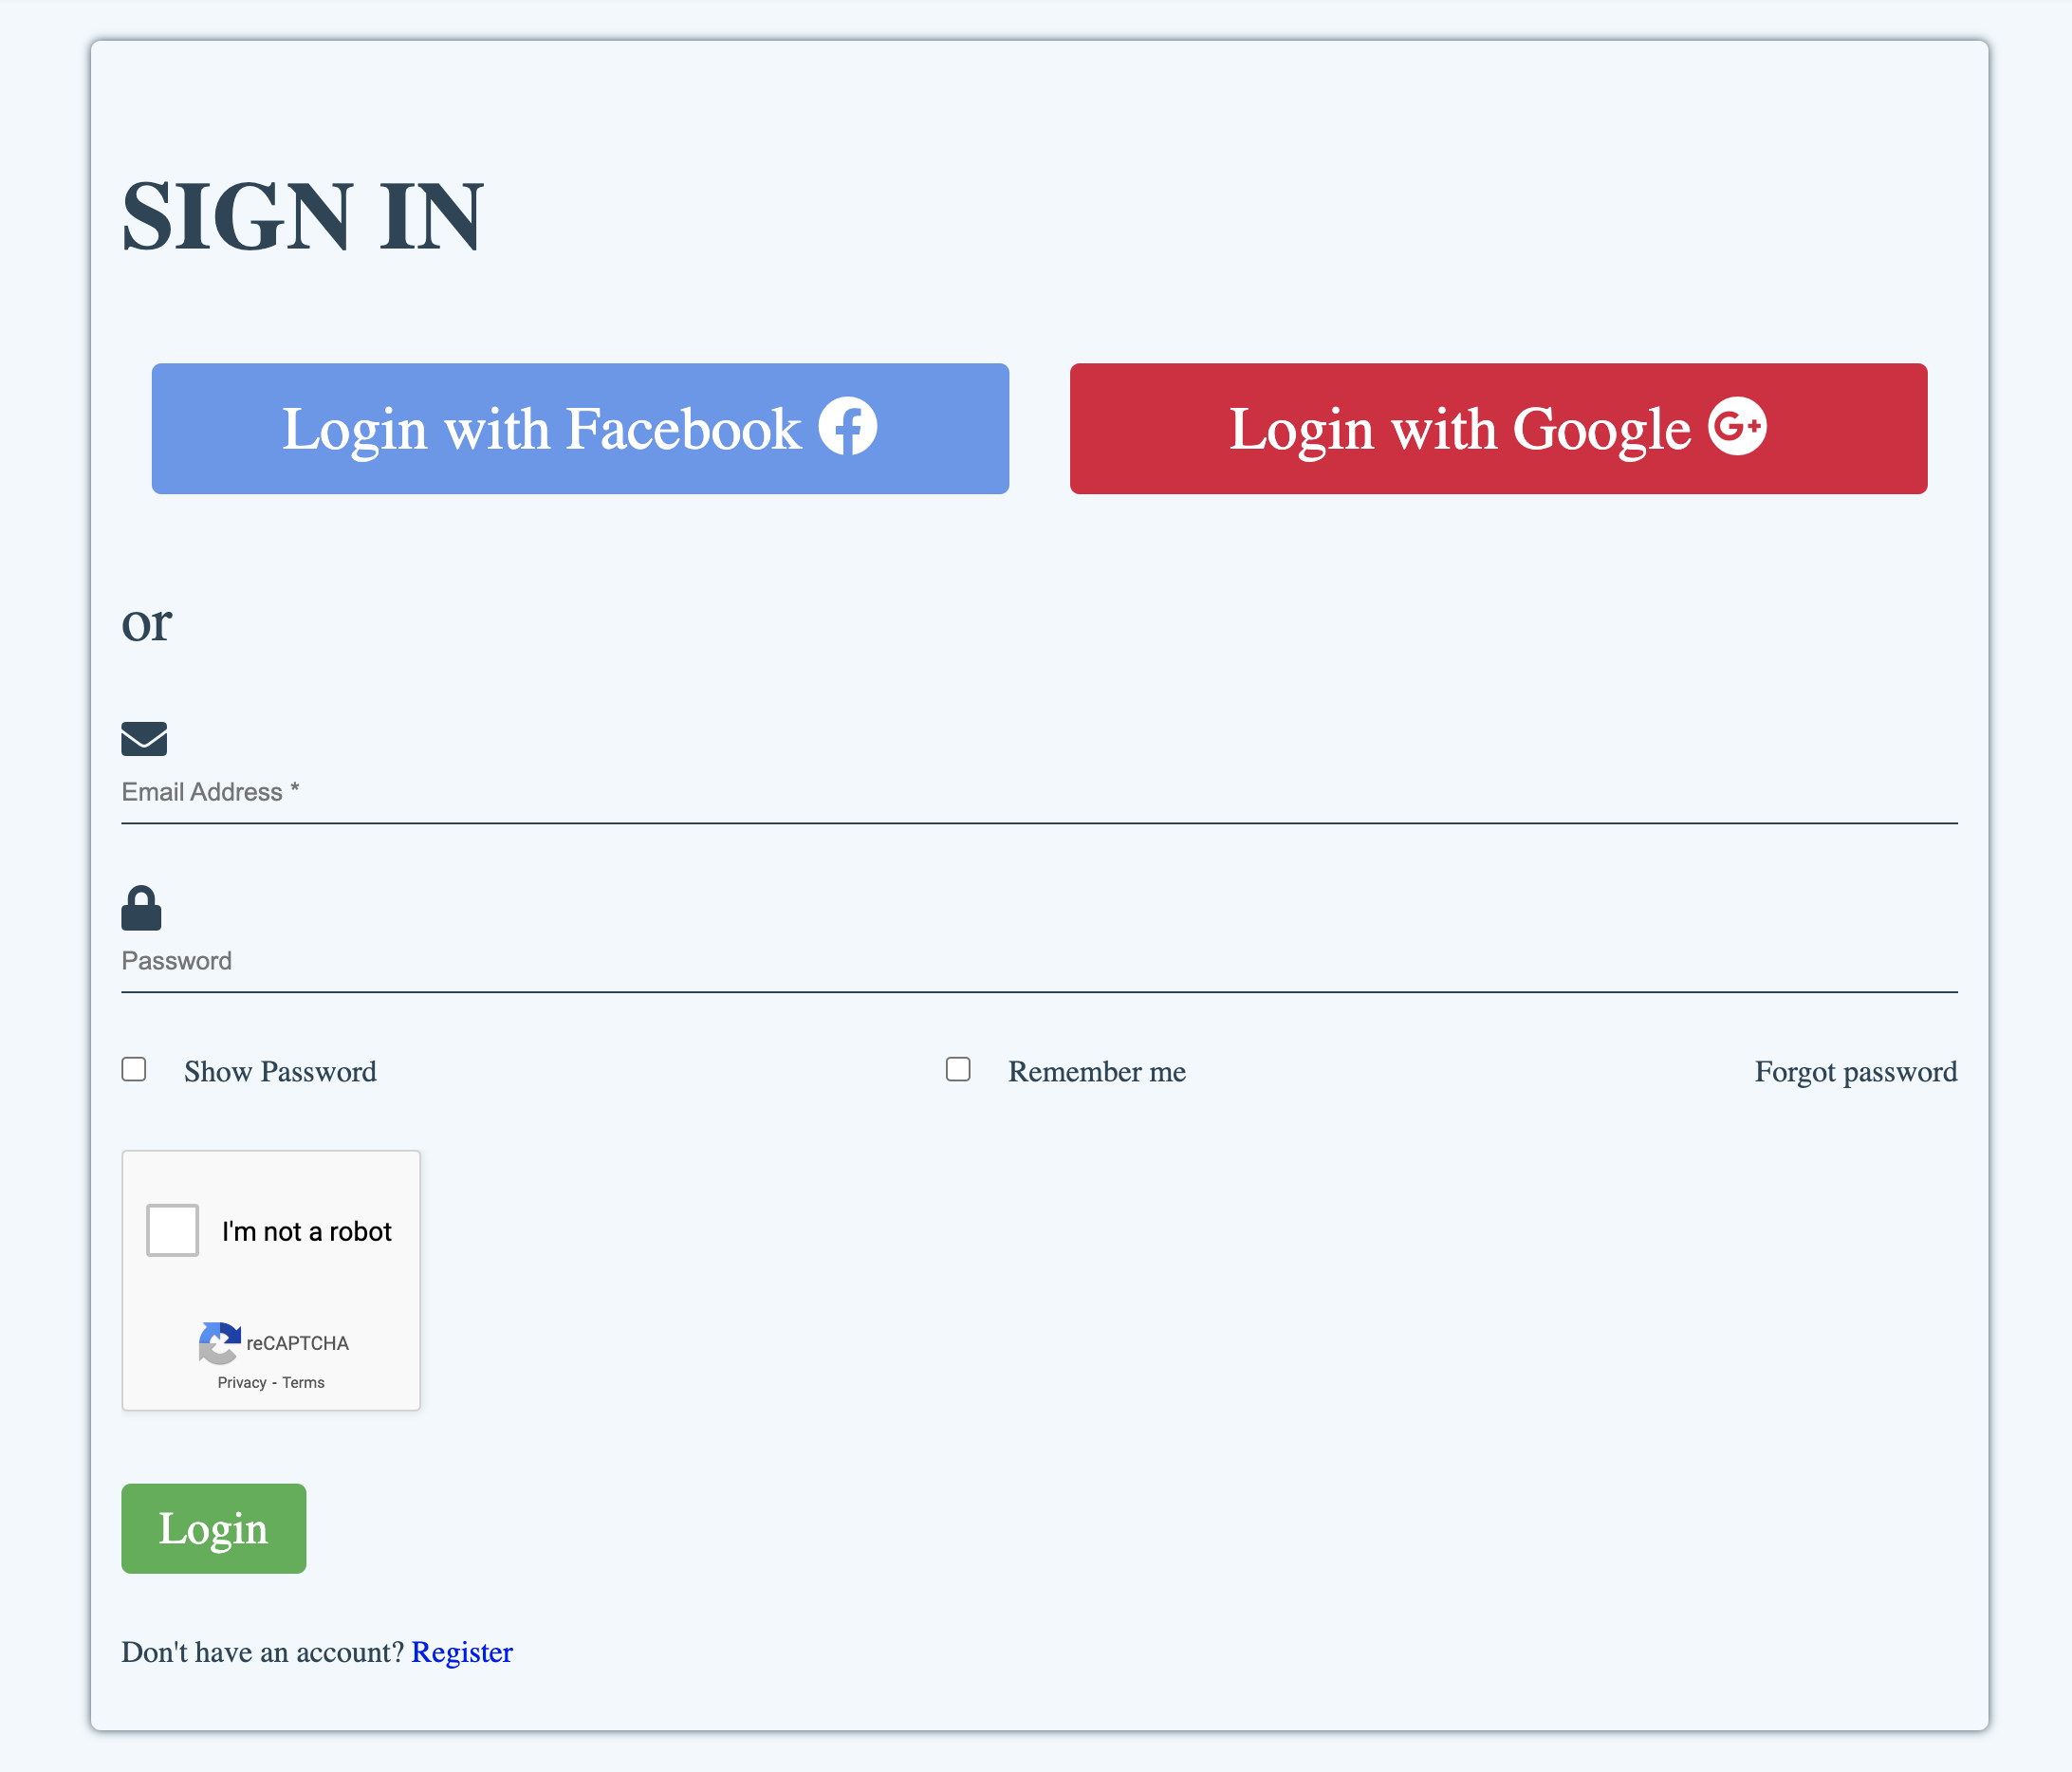 SIGN IN
Login with Facebook
Login with Google G+
or
Email Address *
Password
Show Password
Remember me
Forgot password
I'm not a robot
reCAPTCHA
Privacy - Terms
Login
Don't have an account? Register